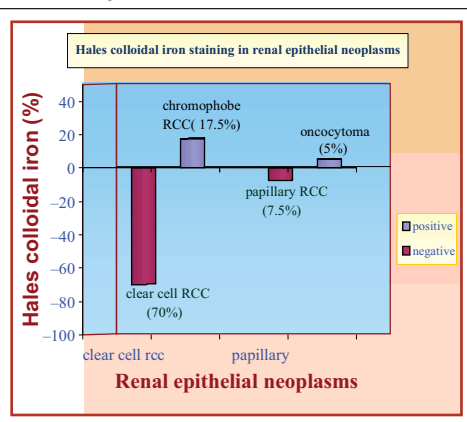 Hales colloidal iron staining in renal epithelial neoplasms
Hales colloidal iron (%)
40
20
0
–20
–40
–60
–80
–100
chromophobe
RCC( 17.5%)
oncocytoma
(5%)
papillary RCC
(7.5%)
clear cell RCC
(70%)
positive
negative
clear cell rcc
papillary
Renal epithelial neoplasms